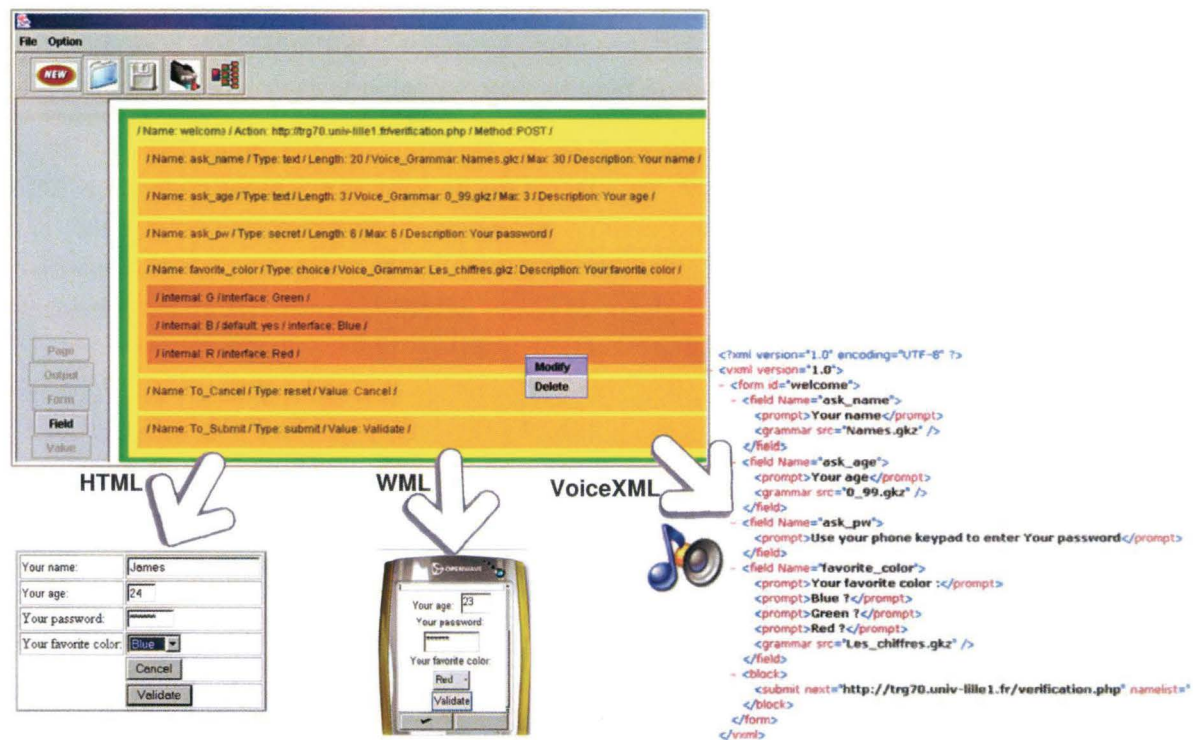 File Option
NEW
/ Name: welcome / Action: http://trg70.univ-lille1.fr/verification.php / Method: POST /
/ Name: ask_name / Type: text / Length: 20 / Voice_Grammar: Names.gkz / Max: 30 / Description: Your name /
/ Name: ask_age / Type: text / Length: 3 / Voice_Grammar: 0_99.gkz / Max: 3 / Description: Your age /
/ Name: ask_pw / Type: secret / Length: 6 / Max: 6 / Description: Your password /
/ Name: favorite_color / Type: choice / Voice_Grammar: Les_chiffres.gkz / Description: Your favorite color /
/ internal: G / interface: Green /
/ internal: B / default: yes / interface: Blue /
/ internal: R / interface: Red /
/ Name: To_Cancel / Type: reset / Value: Cancel /
/ Name: To_Submit / Type: submit / Value: Validate /
Modify
Delete
Page
Output
Form
Field
Value
HTML
WML
VoiceXML
Your name: James
Your age: 24
Your password: ******
Your favorite color: Blue
Cancel
Validate
OPENWAVE
Your age: 23
Your password:
******
Your favorite color:
Red
Validate
<?xml version="1.0" encoding="UTF-8" ?>
- <vxml version="1.0">
- <form id="welcome">
- <field Name="ask_name">
<prompt>Your name</prompt>
<grammar src="Names.gkz" />
</field>
- <field Name="ask_age">
<prompt>Your age</prompt>
<grammar src="0_99.gkz" />
</field>
- <field Name="ask_pw">
<prompt>Use your phone keypad to enter Your password</prompt>
</field>
- <field Name="favorite_color">
<prompt>Your favorite color :</prompt>
<prompt>Blue ?</prompt>
<prompt>Green ?</prompt>
<prompt>Red ?</prompt>
<grammar src="Les_chiffres.gkz" />
</field>
- <block>
<submit next="http://trg70.univ-lille1.fr/verification.php" namelist="
</block>
</form>
</vxml>